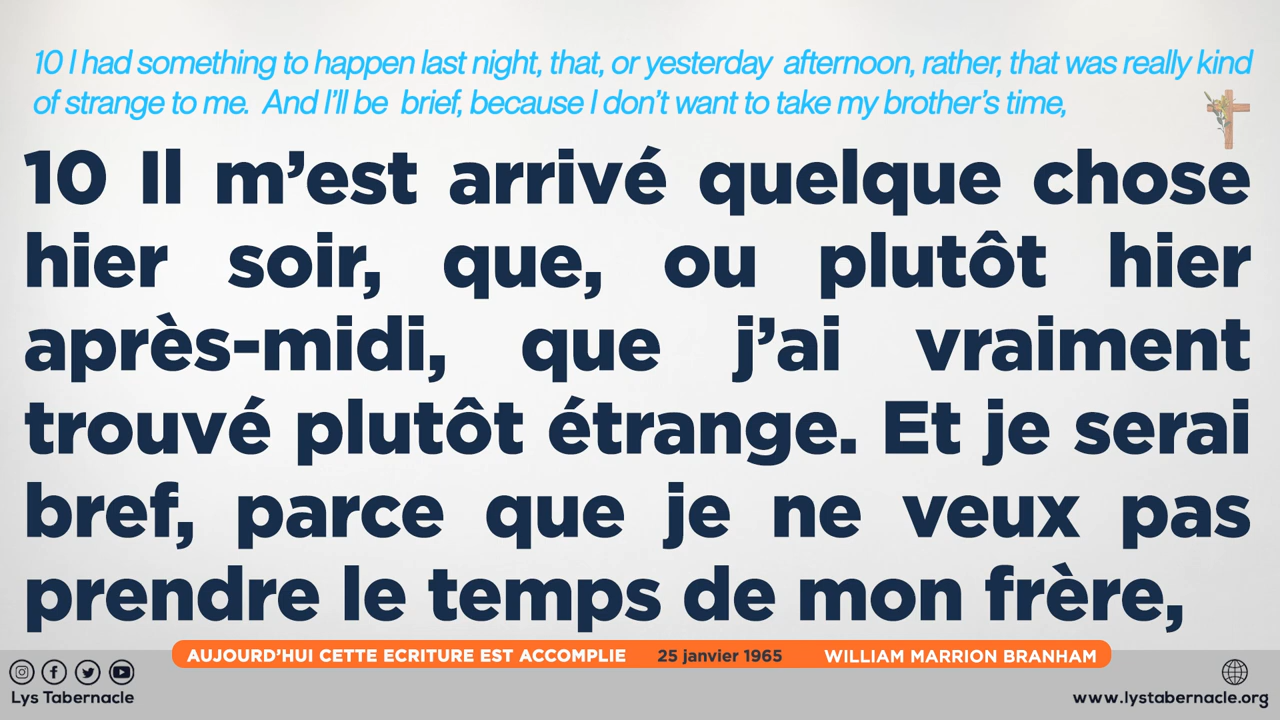 10 I had something to happen last night, that, or yesterday afternoon, rather, that was really kind
of strange to me. And I'll be brief, because I don't want to take my brother's time,
10 Il m'est arrivé quelque chose
hier soir, que, ou plutôt hier
après-midi, que j'ai vraiment
trouvé plutôt étrange. Et je serai
bref, parce que je ne veux pas
prendre le temps de mon frère,
AUJOURD'HUI CETTE ECRITURE EST ACCOMPLIE 25 janvier 1965 WILLIAM MARRION BRANHAM
Lys Tabernacle
www.lystabernacle.org